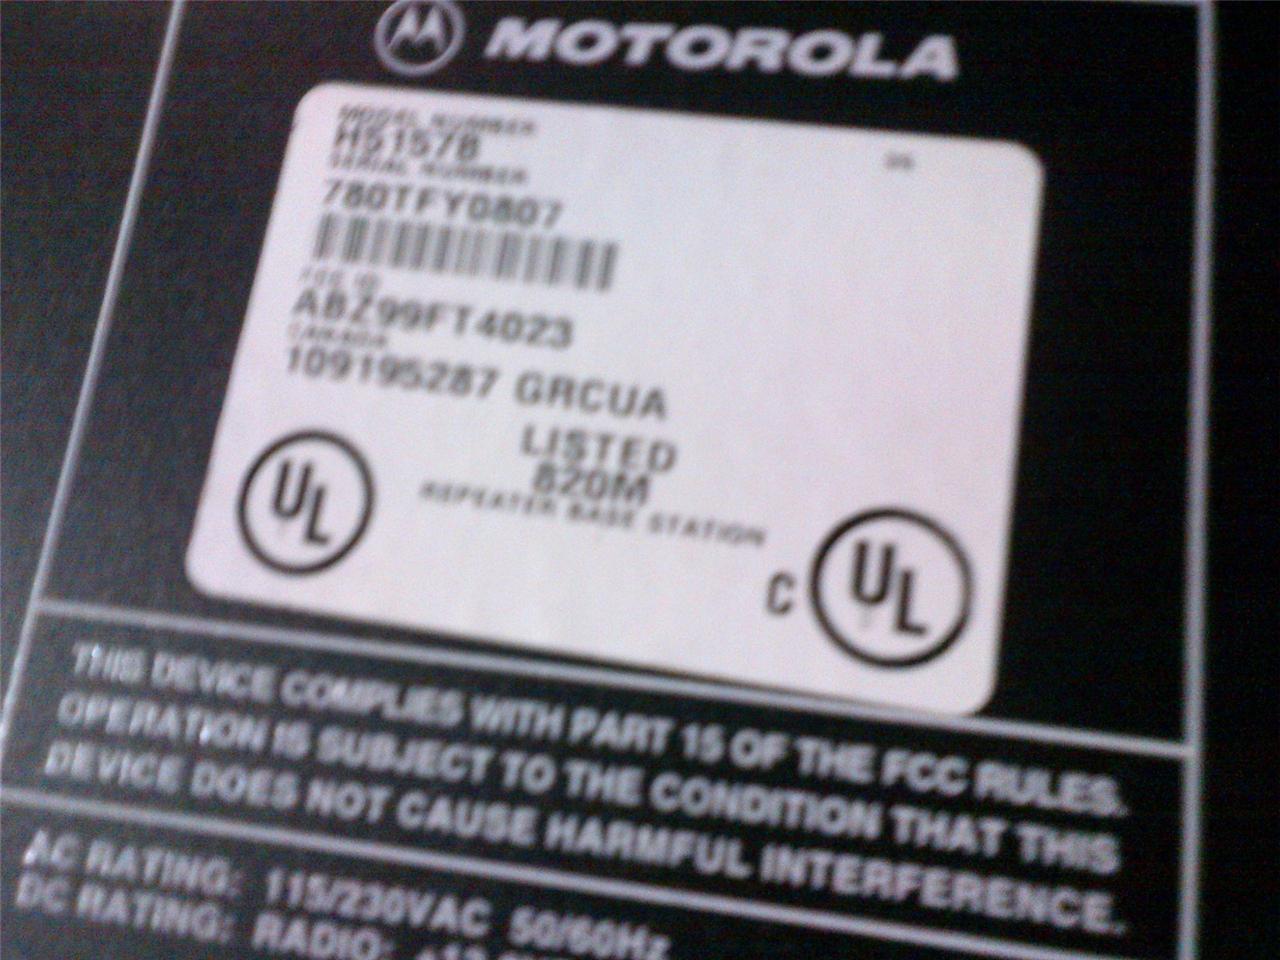 MOTOROLA
MODEL NUMBER
HS157B
SERIAL NUMBER
780TFY0807
FCC ID
ABZ99FT4023
CANADA
109195287 GRCUA
LISTED
820M
REPEATER BASE STATION
UL
C UL
THIS DEVICE COMPLIES WITH PART 15 OF THE FCC RULES.
OPERATION IS SUBJECT TO THE CONDITION THAT THIS
DEVICE DOES NOT CAUSE HARMFUL INTERFERENCE.
AC RATING: 115/230VAC 50/60Hz
DC RATING: RADIO: